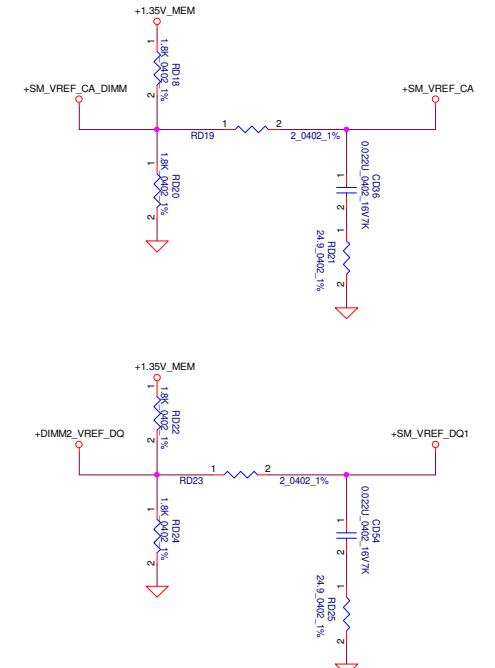 +1.35V_MEM
1
1.8K_0402_1%
RD18
2
+SM_VREF_CA_DIMM
+SM_VREF_CA
1
2
RD19
2_0402_1%
1
1.8K_0402_1%
RD20
2
1
0.022U_0402_16V7K
CD36
2
1
24.9_0402_1%
RD21
2
+1.35V_MEM
1
1.8K_0402_1%
RD22
2
+DIMM2_VREF_DQ
+SM_VREF_DQ1
1
2
RD23
2_0402_1%
1
1.8K_0402_1%
RD24
2
1
0.022U_0402_16V7K
CD54
2
1
24.9_0402_1%
RD25
2